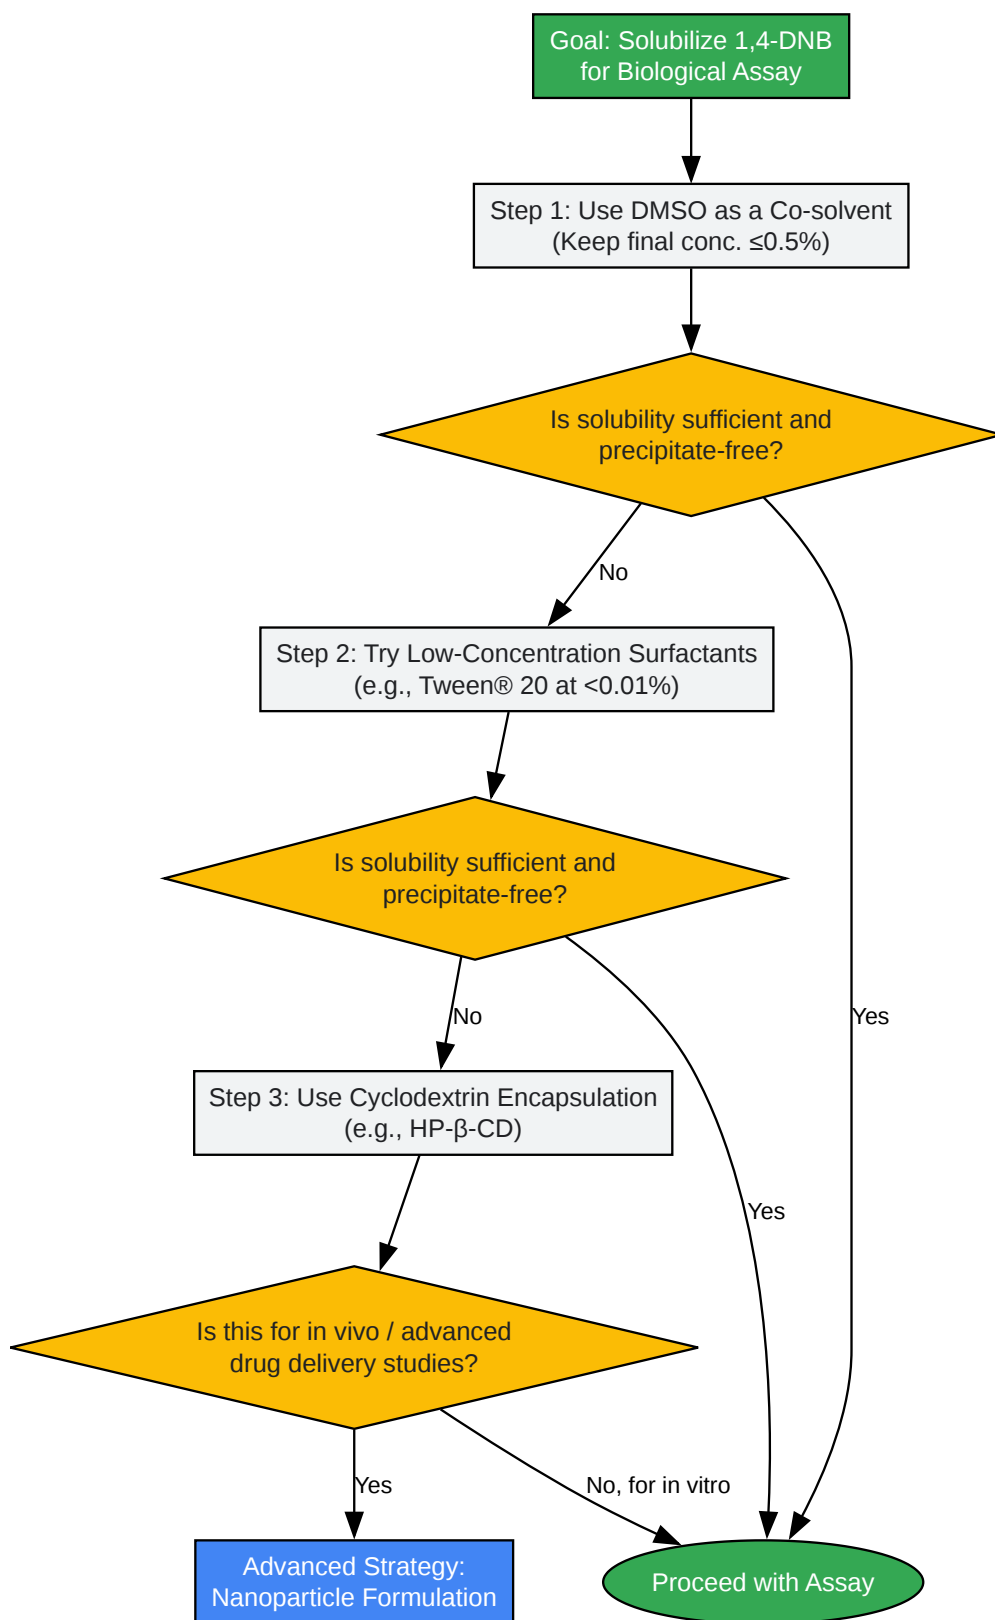 Goal: Solubilize 1,4-DNB
for Biological Assay
Step 1: Use DMSO as a Co-solvent
(Keep final conc. ≤0.5%)
Is solubility sufficient and
precipitate-free?
No
Step 2: Try Low-Concentration Surfactants
(e.g., Tween® 20 at <0.01%)
Is solubility sufficient and
precipitate-free?
No
Yes
Step 3: Use Cyclodextrin Encapsulation
(e.g., HP-β-CD)
Yes
Is this for in vivo / advanced
drug delivery studies?
Yes
No, for in vitro
Advanced Strategy:
Nanoparticle Formulation
Proceed with Assay